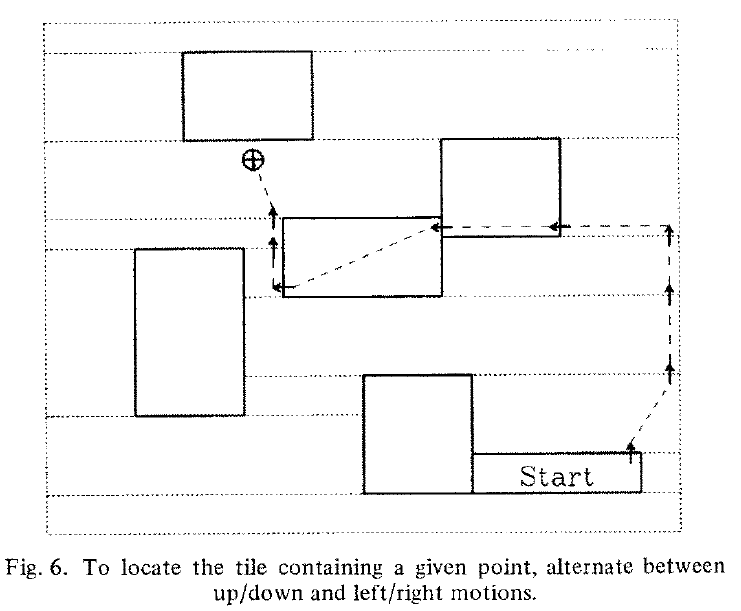 Start
Fig. 6. To locate the tile containing a given point, alternate between
up/down and left/right motions.